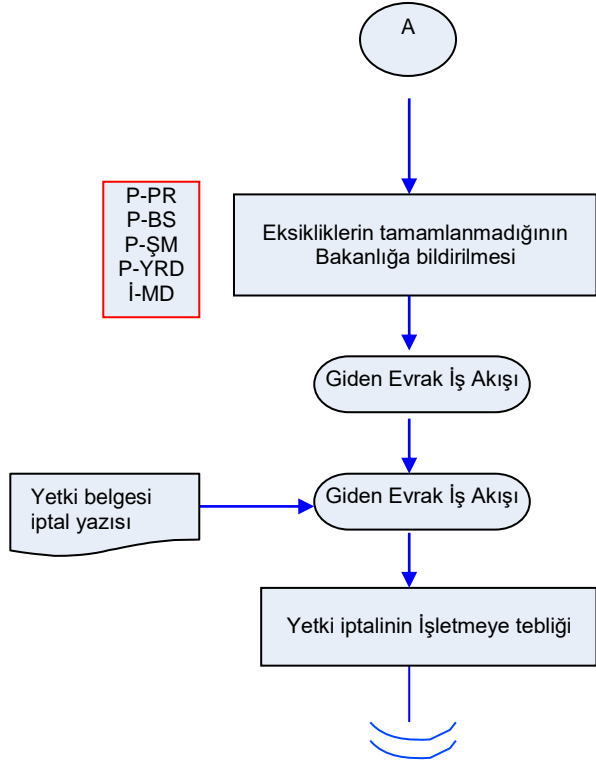 A
P-PR
P-BS
P-ŞM
P-YRD
İ-MD
Eksikliklerin tamamlanmadığının
Bakanlığa bildirilmesi
Giden Evrak İş Akışı
Yetki belgesi
iptal yazısı
Giden Evrak İş Akışı
Yetki iptalinin İşletmeye tebliği